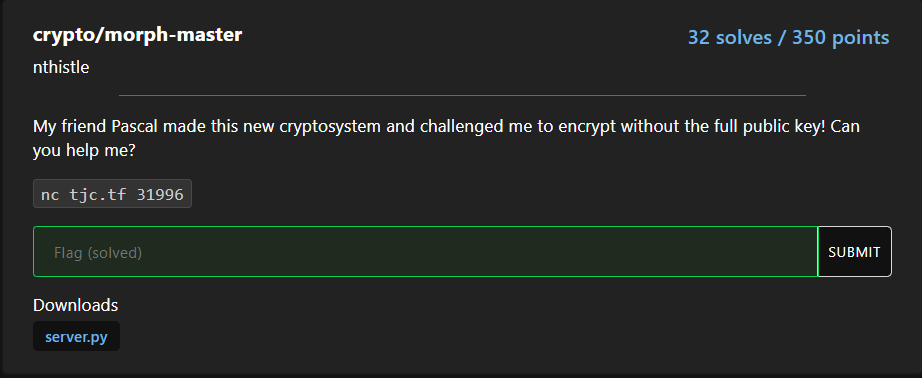 crypto/morph-master
32 solves / 350 points
nthistle
My friend Pascal made this new cryptosystem and challenged me to encrypt without the full public key! Can
you help me?
nc tjc.tf 31996
Flag (solved)
SUBMIT
Downloads
server.py